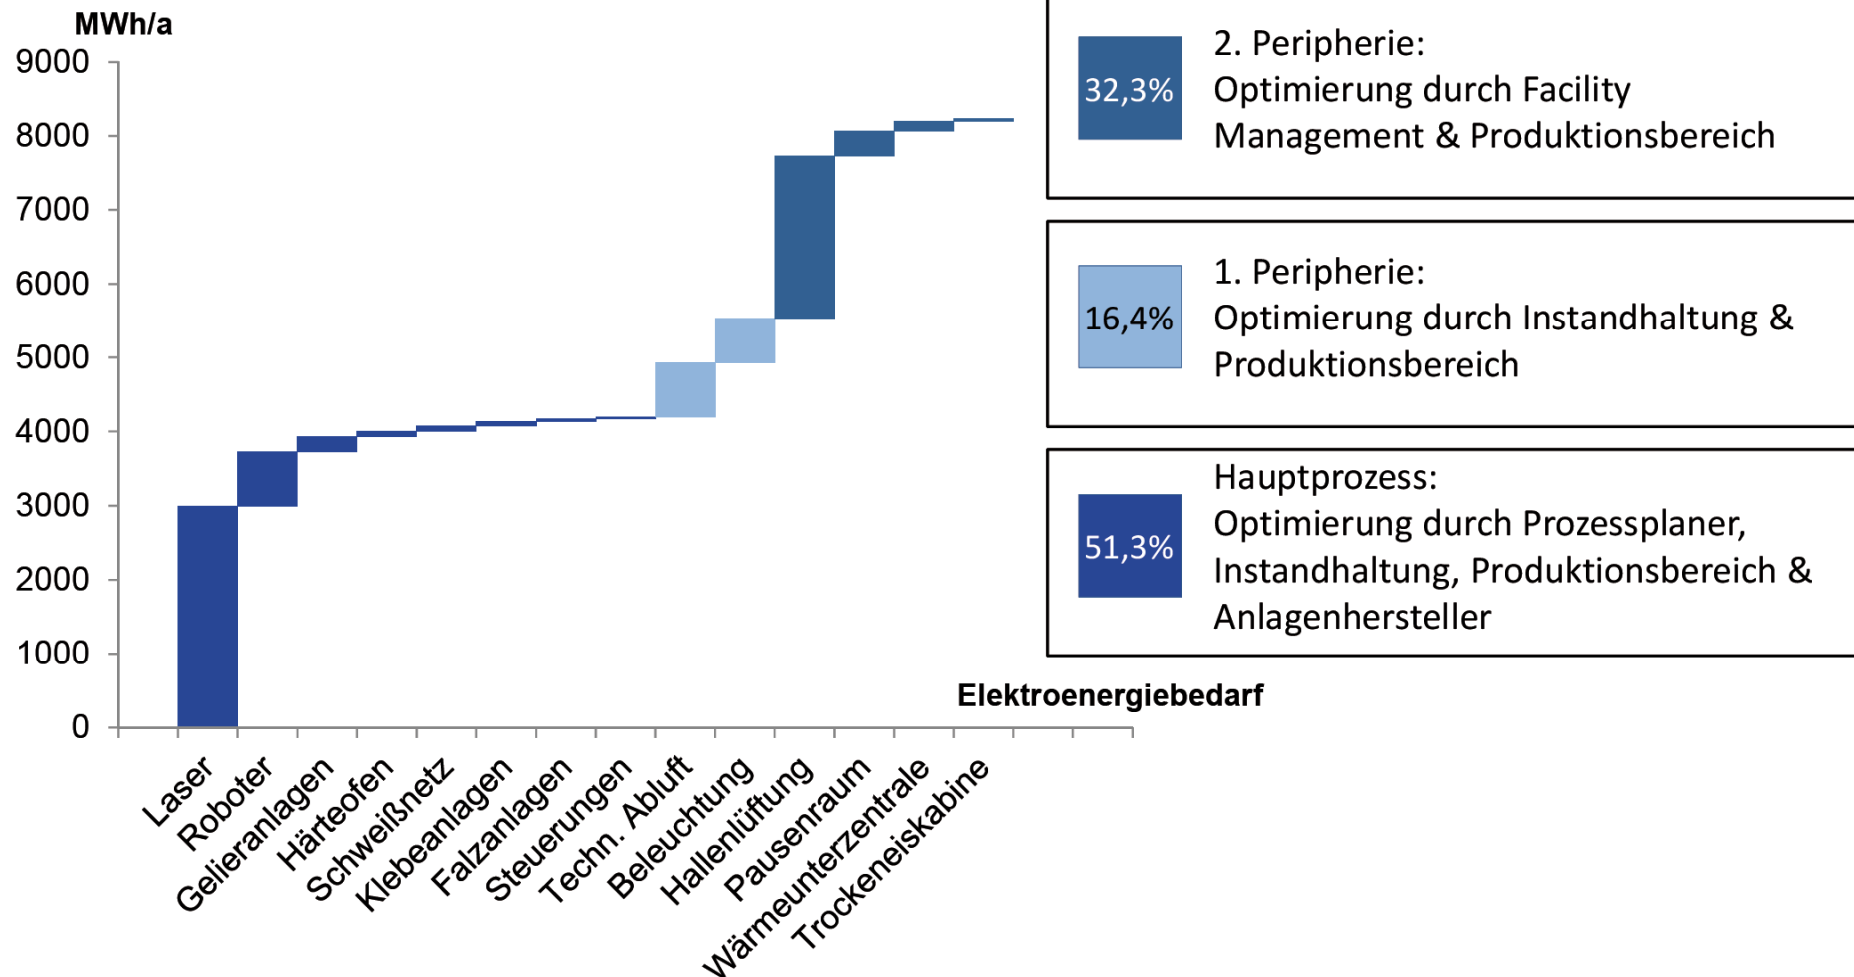 MWh/a
9000
8000
7000
6000
5000
4000
3000
2000
1000
0
Laser
Roboter
Gelieranlagen
Härteofen
Schweißnetz
Klebeanlagen
Falzanlagen
Steuerungen
Techn. Abluft
Beleuchtung
Hallenlüftung
Pausenraum
Wärmeunterzentrale
Trockeneiskabine
Elektroenergiebedarf
32,3%
2. Peripherie:
Optimierung durch Facility
Management & Produktionsbereich
16,4%
1. Peripherie:
Optimierung durch Instandhaltung &
Produktionsbereich
51,3%
Hauptprozess:
Optimierung durch Prozessplaner,
Instandhaltung, Produktionsbereich &
Anlagenhersteller